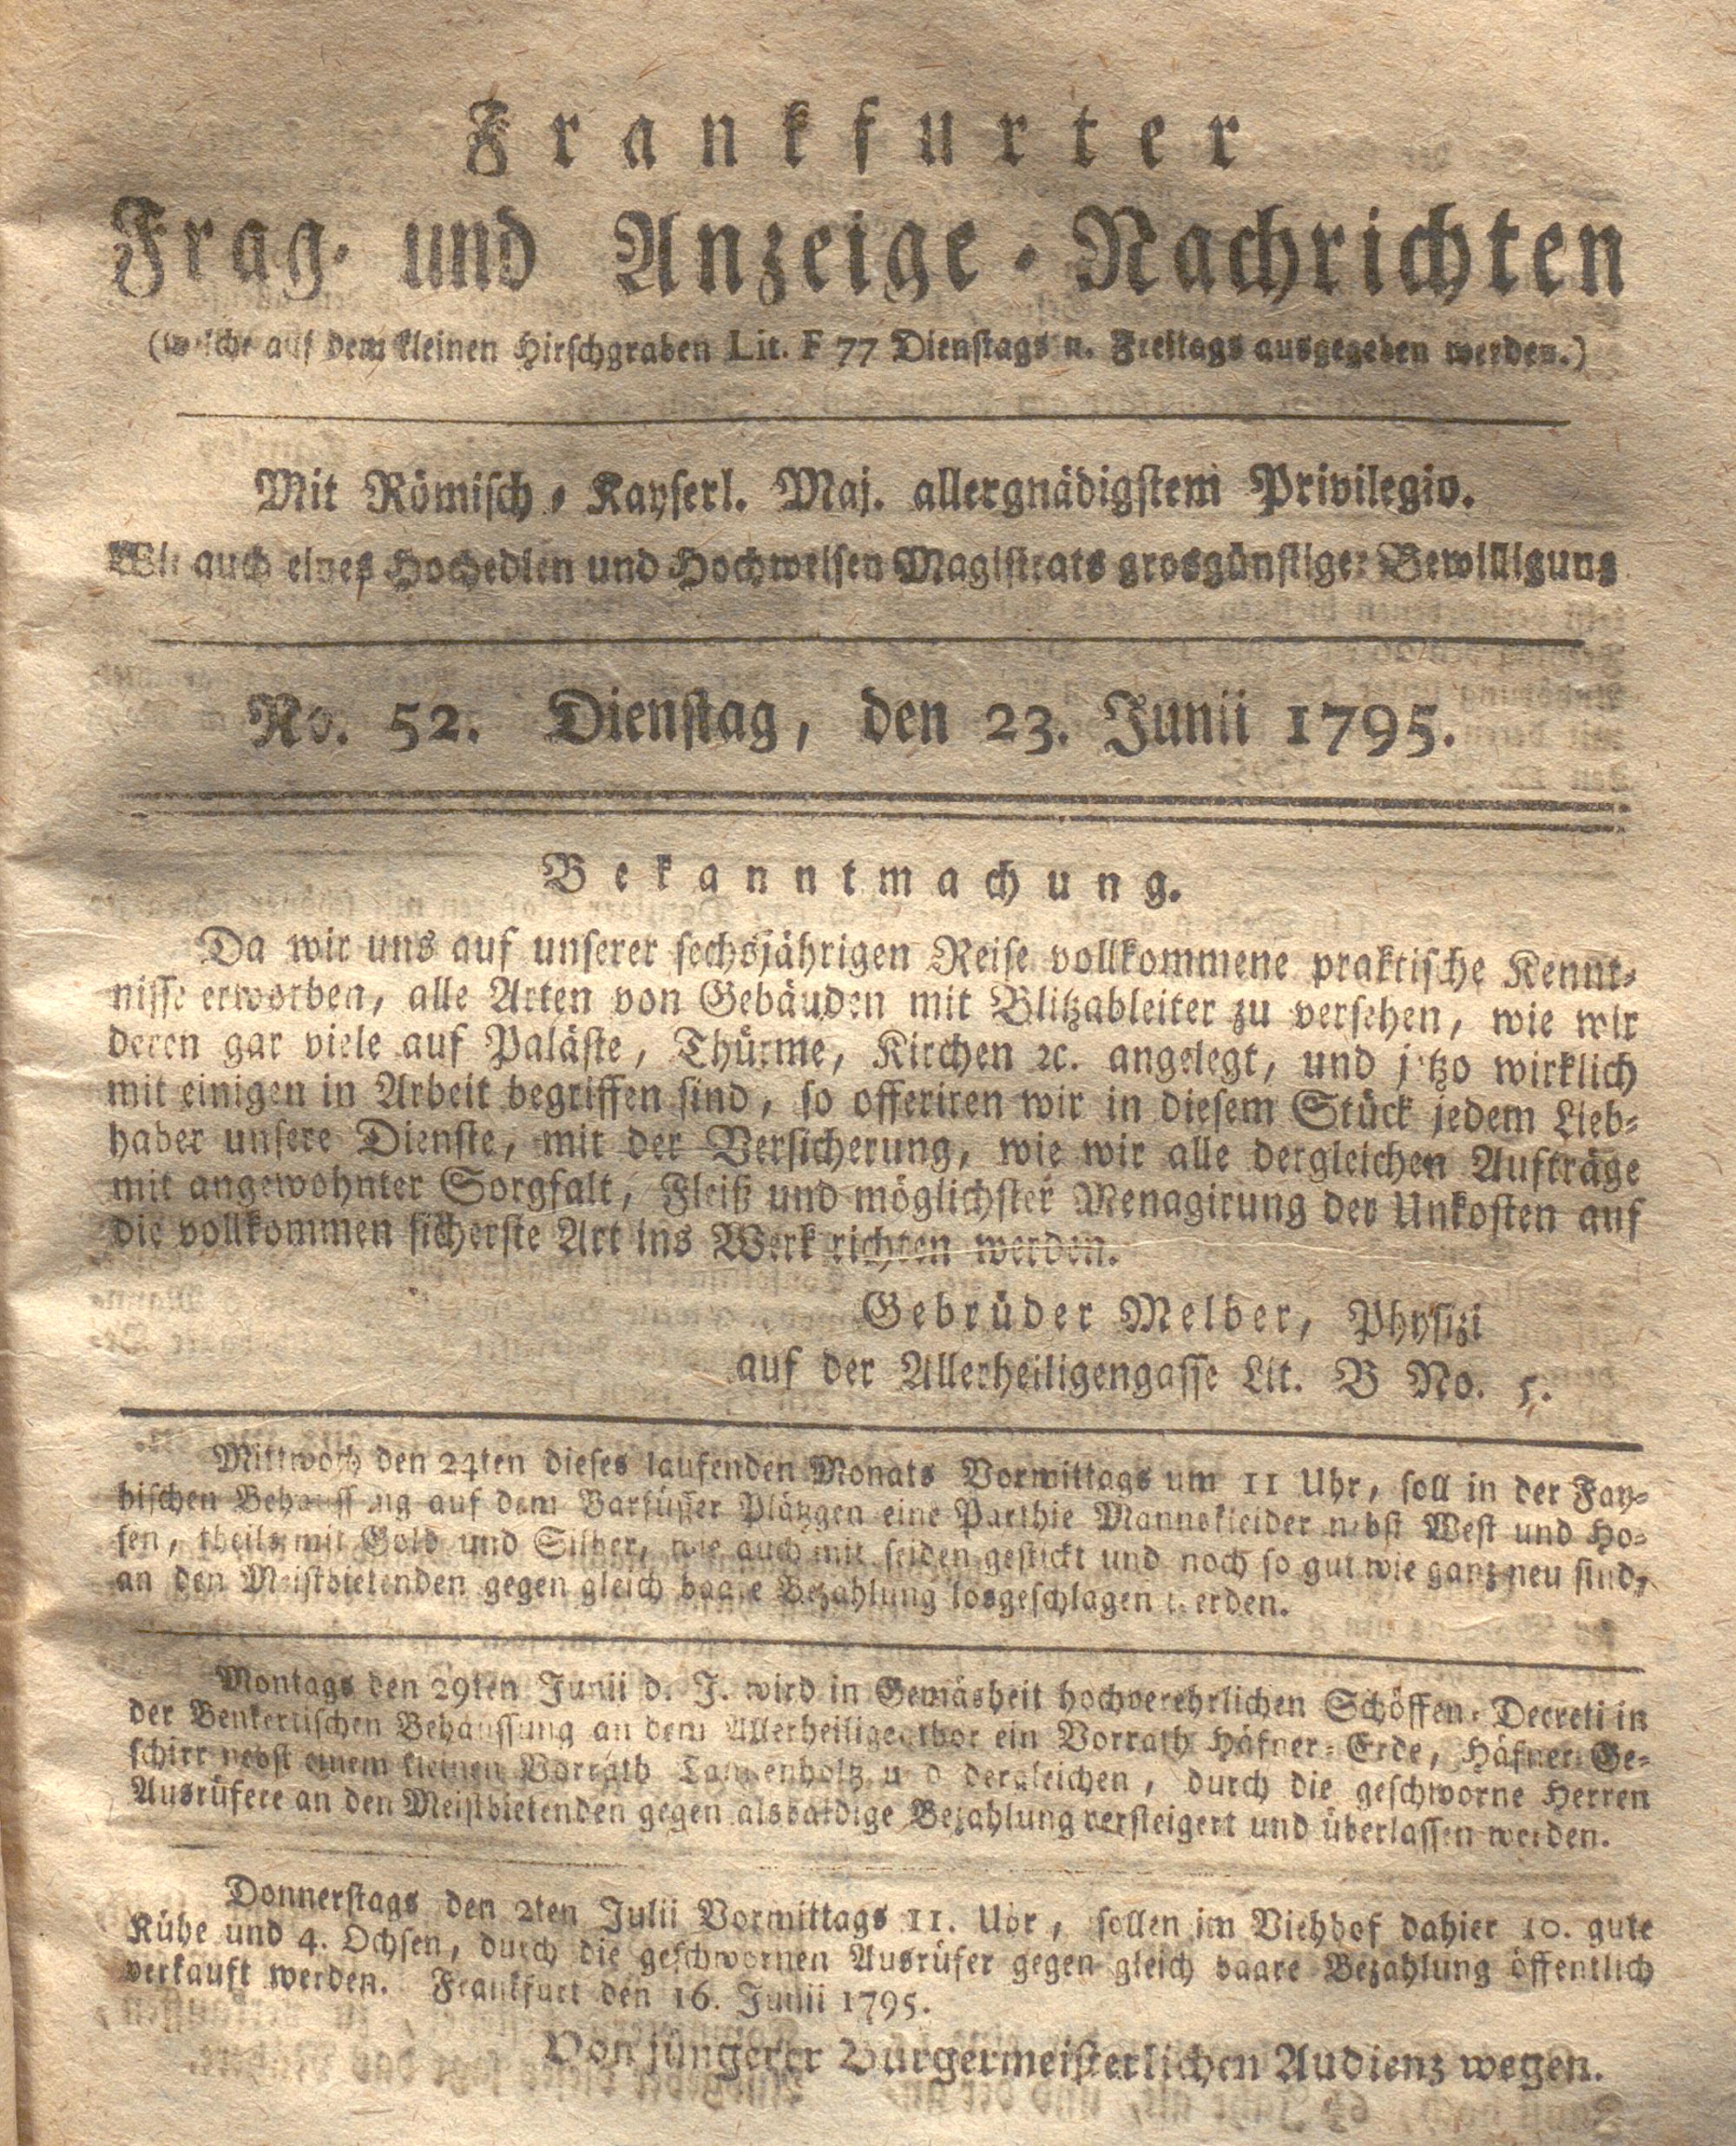 Frankfurter
Frag- und Anzeige-Nachrichten
(welche auf dem kleinen Hirschgraben Lit. F 77 Dienstags u. Freitags ausgegeben werden.)
Mit Römisch-Kayserl. Maj. allergnädigstem Privilegio.
Wie auch eines Hochedlen und Hochweisen Magistrats grosgünstiger Bewilligung
No. 52. Dienstag, den 23. Junii 1795.
Bekanntmachung.
Da wir uns auf unserer sechsjährigen Reise vollkommene praktische Kennt-
nisse erworben, alle Arten von Gebäuden mit Blitzableiter zu versehen, wie wir
deren gar viele auf Paläste, Thürme, Kirchen ꝛc. angelegt, und jetzo wirklich
mit einigen in Arbeit begriffen sind, so offeriren wir in diesem Stück jedem Lieb-
haber unsere Dienste, mit der Versicherung, wie wir alle dergleichen Aufträge
mit angewohnter Sorgfalt, Fleiß und möglichster Menagirung der Unkosten auf
die vollkommen sicherste Art ins Werk richten werden.
Gebrüder Melber, Physizi
auf der Allerheiligengasse Lit. B No. 5.
Mittwoch den 24ten dieses laufenden Monats Vormittags um 11 Uhr, soll in der Fay-
bischen Behaussung auf dem Barfüsser Plätzgen eine Parthie Mannskleider nebst West und Ho-
sen, theils mit Gold und Silber, wie auch mit seiden gestickt und noch so gut wie ganz neu sind,
an den Meistbietenden gegen gleich baare Bezahlung losgeschlagen werden.
Montags den 29ten Junii d. J. wird in Gemäsheit hochverehrlichen Schöffen-Decreti in
der Benkertischen Behaussung an dem Allerheiligenthor ein Vorrath Häfner-Erde, Häfner-Ge-
schirr nebst einem kleinen Vorrath Tannenholtz und dergleichen, durch die geschworne Herren
Ausrüfere an den Meistbietenden gegen alsbaldige Bezahlung versteigert und überlassen werden.
Donnerstags den 2ten Julii Vormittags 11. Uhr, sollen im Viehhof dahier 10. gute
Kühe und 4. Ochsen, durch die geschwornen Ausrüfer gegen gleich baare Bezahlung öffentlich
verkauft werden. Frankfurt den 16. Junii 1795.
Von jüngerer Burgermeisterlichen Audienz wegen.